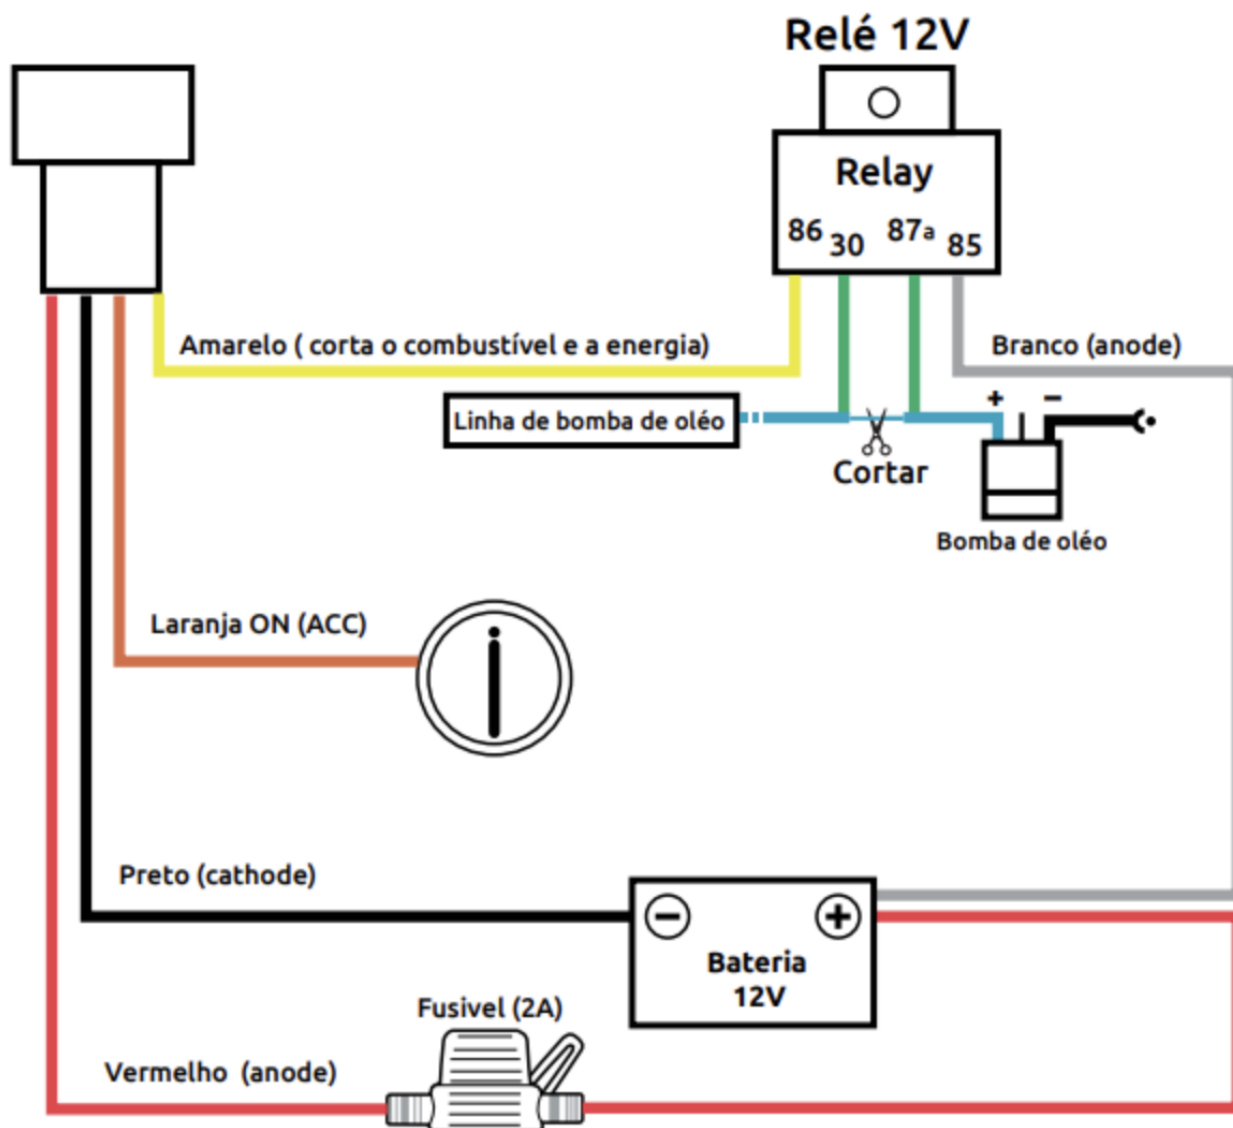 Relé 12V
Relay
86 30 87a 85
Amarelo ( corta o combustível e a energia)
Branco (anode)
+ −
Linha de bomba de oléo
Cortar
Bomba de oléo
Laranja ON (ACC)
Preto (cathode)
− +
Bateria
12V
Fusivel (2A)
Vermelho (anode)